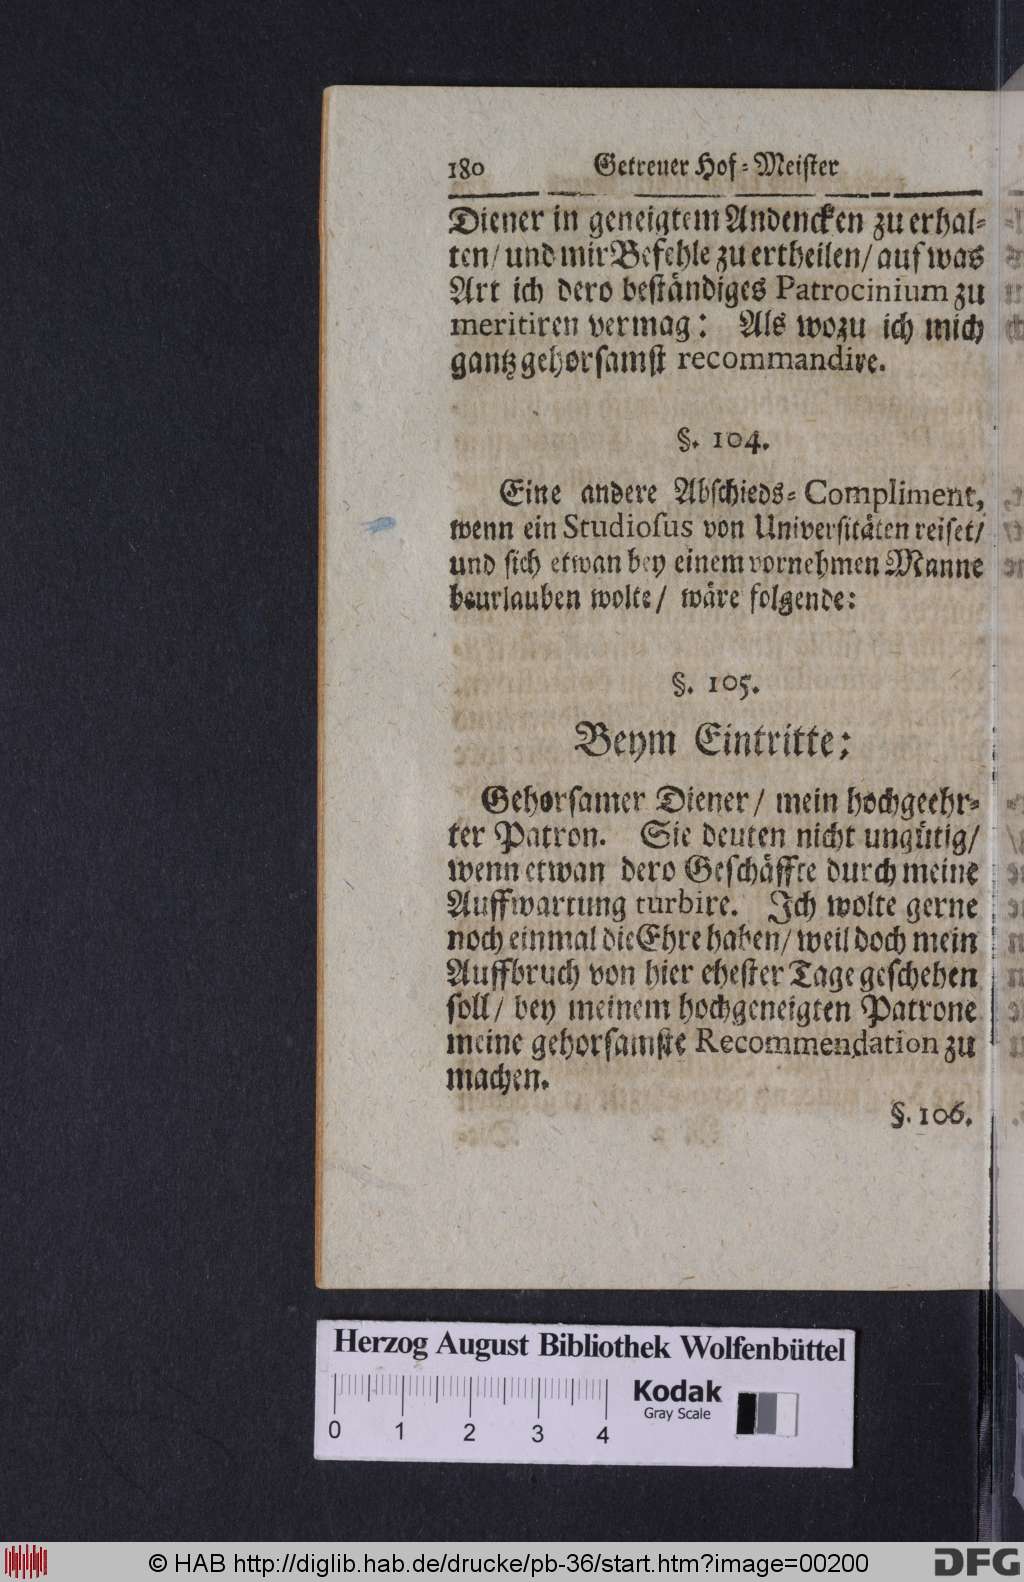 180 Getreuer Hof-Meister
Diener in geneigtem Andencken zu erhal-
ten/ und mir Befehle zu ertheilen/ auf was
Art ich dero beständiges Patrocinium zu
meritiren vermag: Als wozu ich mich
gantz gehorsamst recommandire.
§. 104.
Eine andere Abschieds-Compliment,
wenn ein Studiosus von Universitäten reiset/
und sich etwan bey einem vornehmen Manne
beurlauben wolte/ wäre folgende:
§. 105.
Beym Eintritte:
Gehorsamer Diener/ mein hochgeehr-
ter Patron. Sie deuten nicht ungütig/
wenn etwan dero Geschäffte durch meine
Auffwartung turbire. Ich wolte gerne
noch einmal die Ehre haben/ weil doch mein
Auffbruch von hier ehester Tage geschehen
soll/ bey meinem hochgeneigten Patrone
meine gehorsamste Recommendation zu
machen.
§. 106.
Herzog August Bibliothek Wolfenbüttel
0 1 2 3 4
Kodak
Gray Scale
© HAB http://diglib.hab.de/drucke/pb-36/start.htm?image=00200
DFG